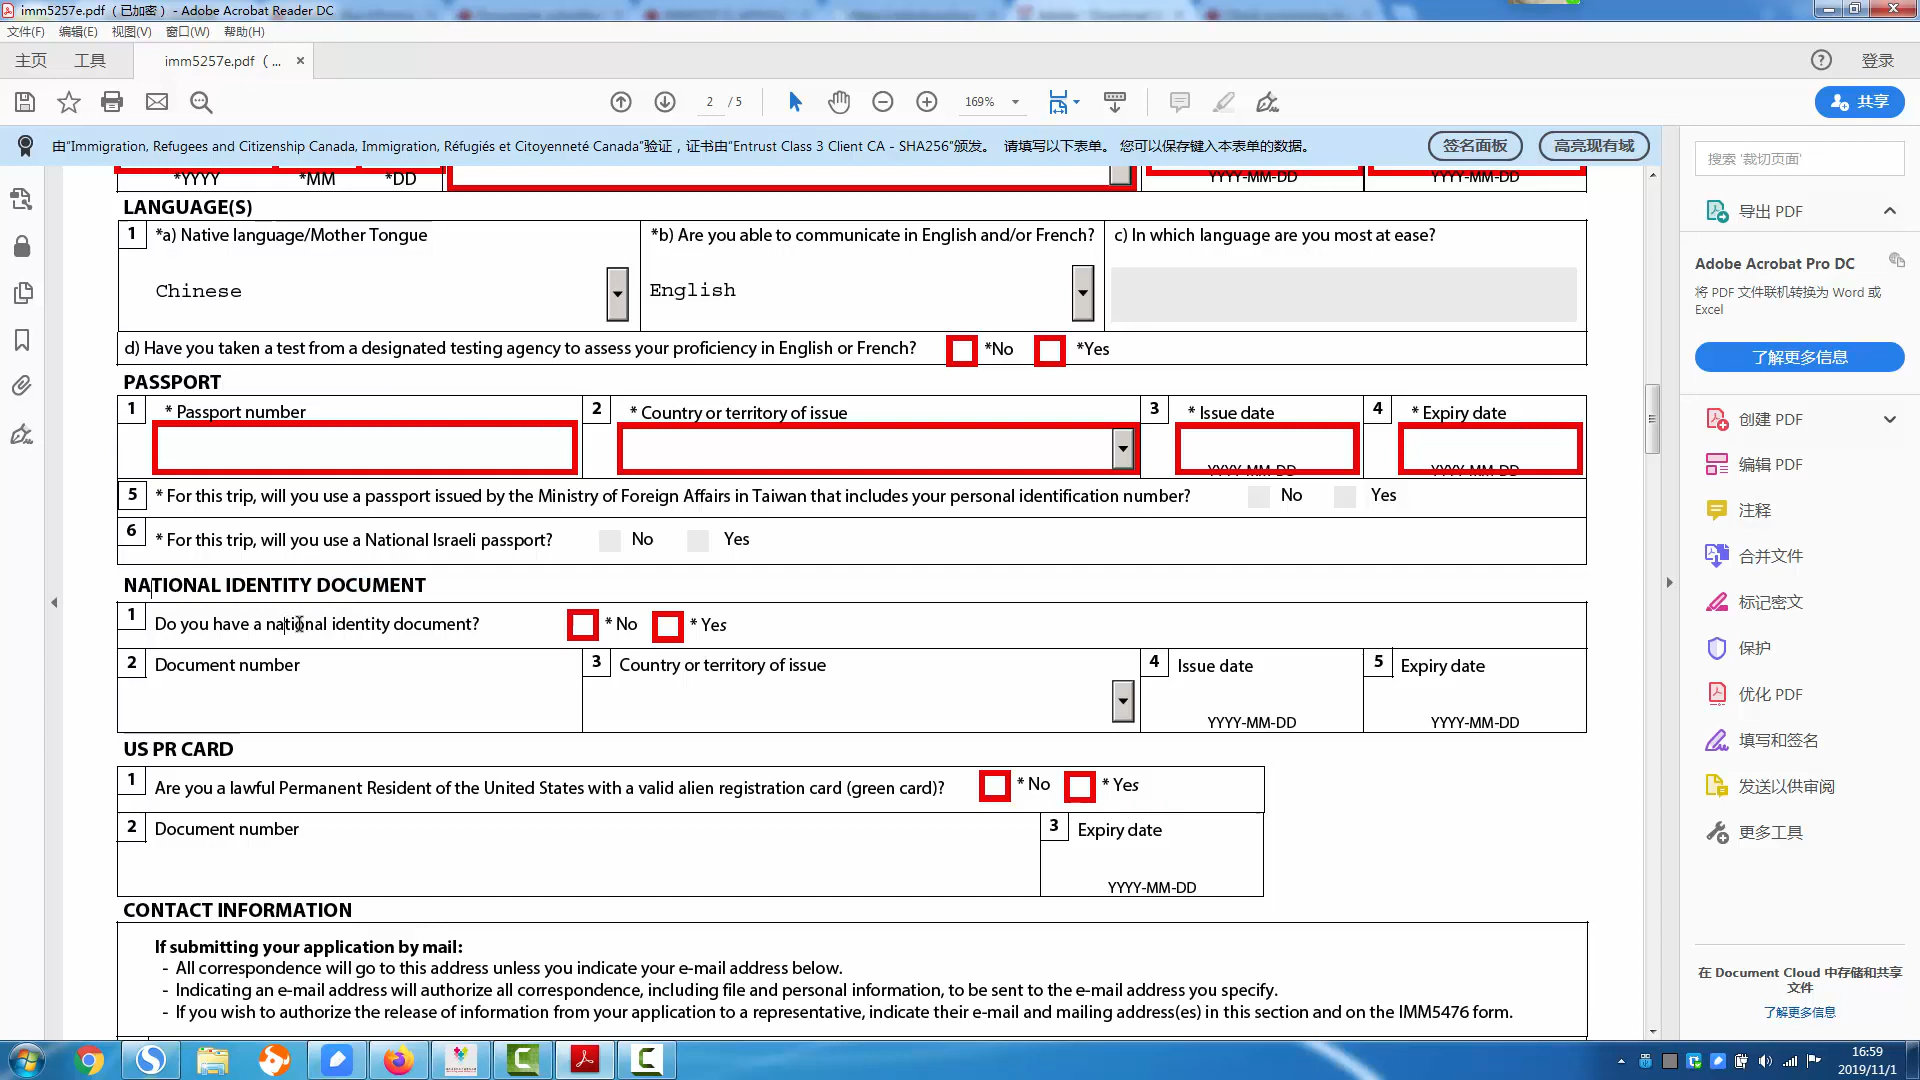 imm5257e.pdf （已加密） - Adobe Acrobat Reader DC
文件(F) 编辑(E) 视图(V) 窗口(W) 帮助(H)
主页 工具 imm5257e.pdf ( ... × 登录
2 / 5 169% 共享
由"Immigration, Refugees and Citizenship Canada, Immigration, Réfugiés et Citoyenneté Canada"验证，证书由"Entrust Class 3 Client CA - SHA256"颁发。 请填写以下表单。 您可以保存键入本表单的数据。 签名面板 高亮现有域
*YYYY *MM *DD YYYY-MM-DD YYYY-MM-DD
LANGUAGE(S)
1 *a) Native language/Mother Tongue *b) Are you able to communicate in English and/or French? c) In which language are you most at ease?
Chinese English
d) Have you taken a test from a designated testing agency to assess your proficiency in English or French? *No *Yes
PASSPORT
1 * Passport number 2 * Country or territory of issue 3 * Issue date 4 * Expiry date
YYYY-MM-DD YYYY-MM-DD
5 * For this trip, will you use a passport issued by the Ministry of Foreign Affairs in Taiwan that includes your personal identification number? No Yes
6 * For this trip, will you use a National Israeli passport? No Yes
NATIONAL IDENTITY DOCUMENT
1 Do you have a national identity document? * No * Yes
2 Document number 3 Country or territory of issue 4 Issue date 5 Expiry date
YYYY-MM-DD YYYY-MM-DD
US PR CARD
1 Are you a lawful Permanent Resident of the United States with a valid alien registration card (green card)? * No * Yes
2 Document number 3 Expiry date
YYYY-MM-DD
CONTACT INFORMATION
If submitting your application by mail:
- All correspondence will go to this address unless you indicate your e-mail address below.
- Indicating an e-mail address will authorize all correspondence, including file and personal information, to be sent to the e-mail address you specify.
- If you wish to authorize the release of information from your application to a representative, indicate their e-mail and mailing address(es) in this section and on the IMM5476 form.
搜索 '裁切页面'
导出 PDF
Adobe Acrobat Pro DC
将 PDF 文件联机转换为 Word 或
Excel
了解更多信息
创建 PDF
编辑 PDF
注释
合并文件
标记密文
保护
优化 PDF
填写和签名
发送以供审阅
更多工具
在 Document Cloud 中存储和共享
文件
了解更多信息
16:59
2019/11/1